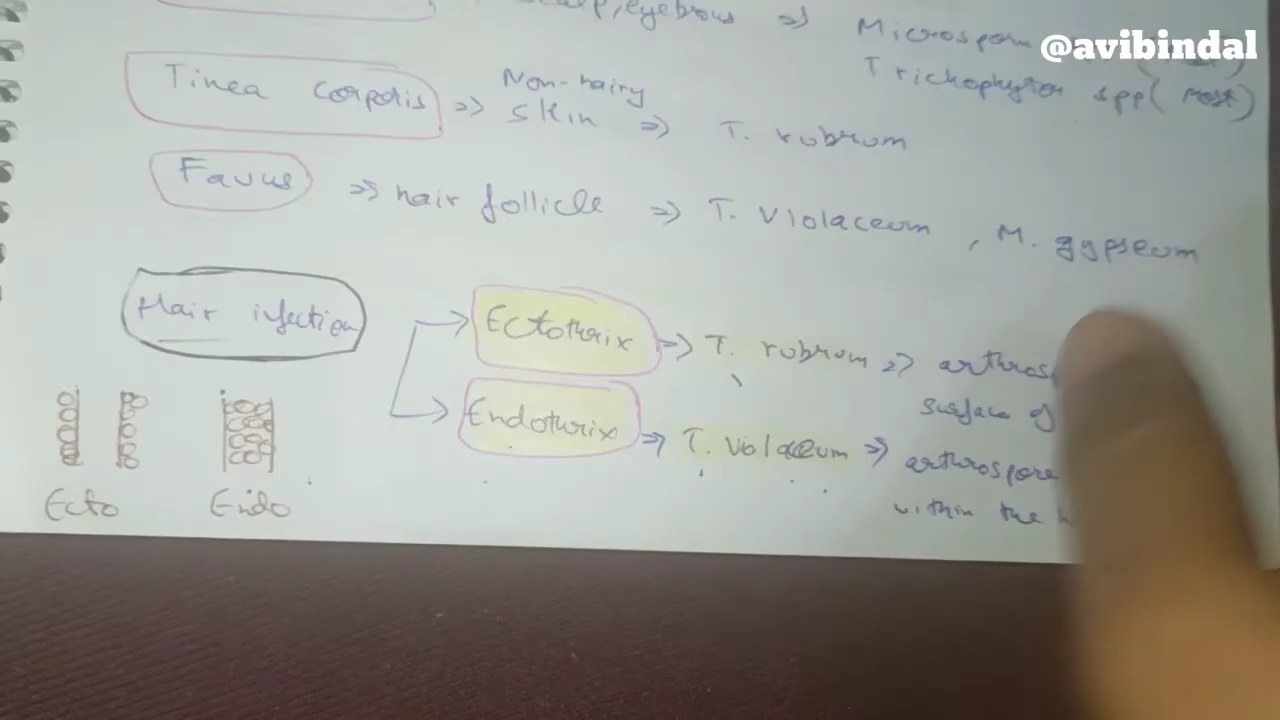 eyebrows ⇒ Microsporum
@avibindal
Trichophyton spp (most)
Tinea corporis ⇒ Non-hairy skin ⇒ T. rubrum
Favus ⇒ hair follicle ⇒ T. violaceum, M. gypseum
Hair infection
Ectothrix ⇒ T. rubrum ⇒
surface of
Endothrix ⇒ T. violaceum ⇒ arthrospore
within the
Ecto Endo